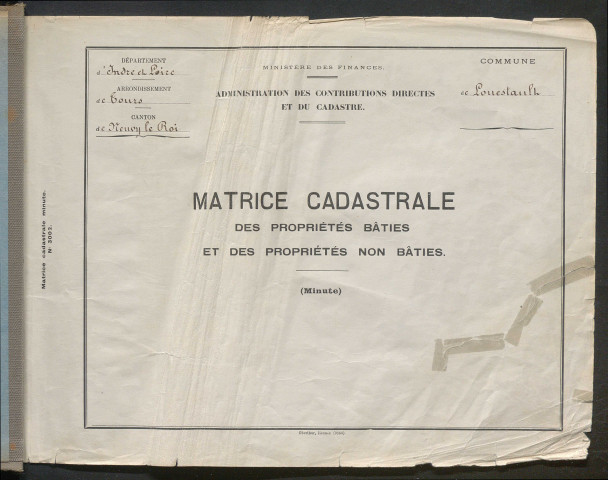 DÉPARTEMENT
d'Indre et Loire
ARRONDISSEMENT
de Tours
CANTON
de Neuvy le Roi
MINISTÈRE DES FINANCES.
ADMINISTRATION DES CONTRIBUTIONS DIRECTES
ET DU CADASTRE.
COMMUNE
de Louestault
MATRICE CADASTRALE
DES PROPRIÉTÉS BÂTIES
ET DES PROPRIÉTÉS NON BÂTIES.
(Minute)
Matrice cadastrale minute.